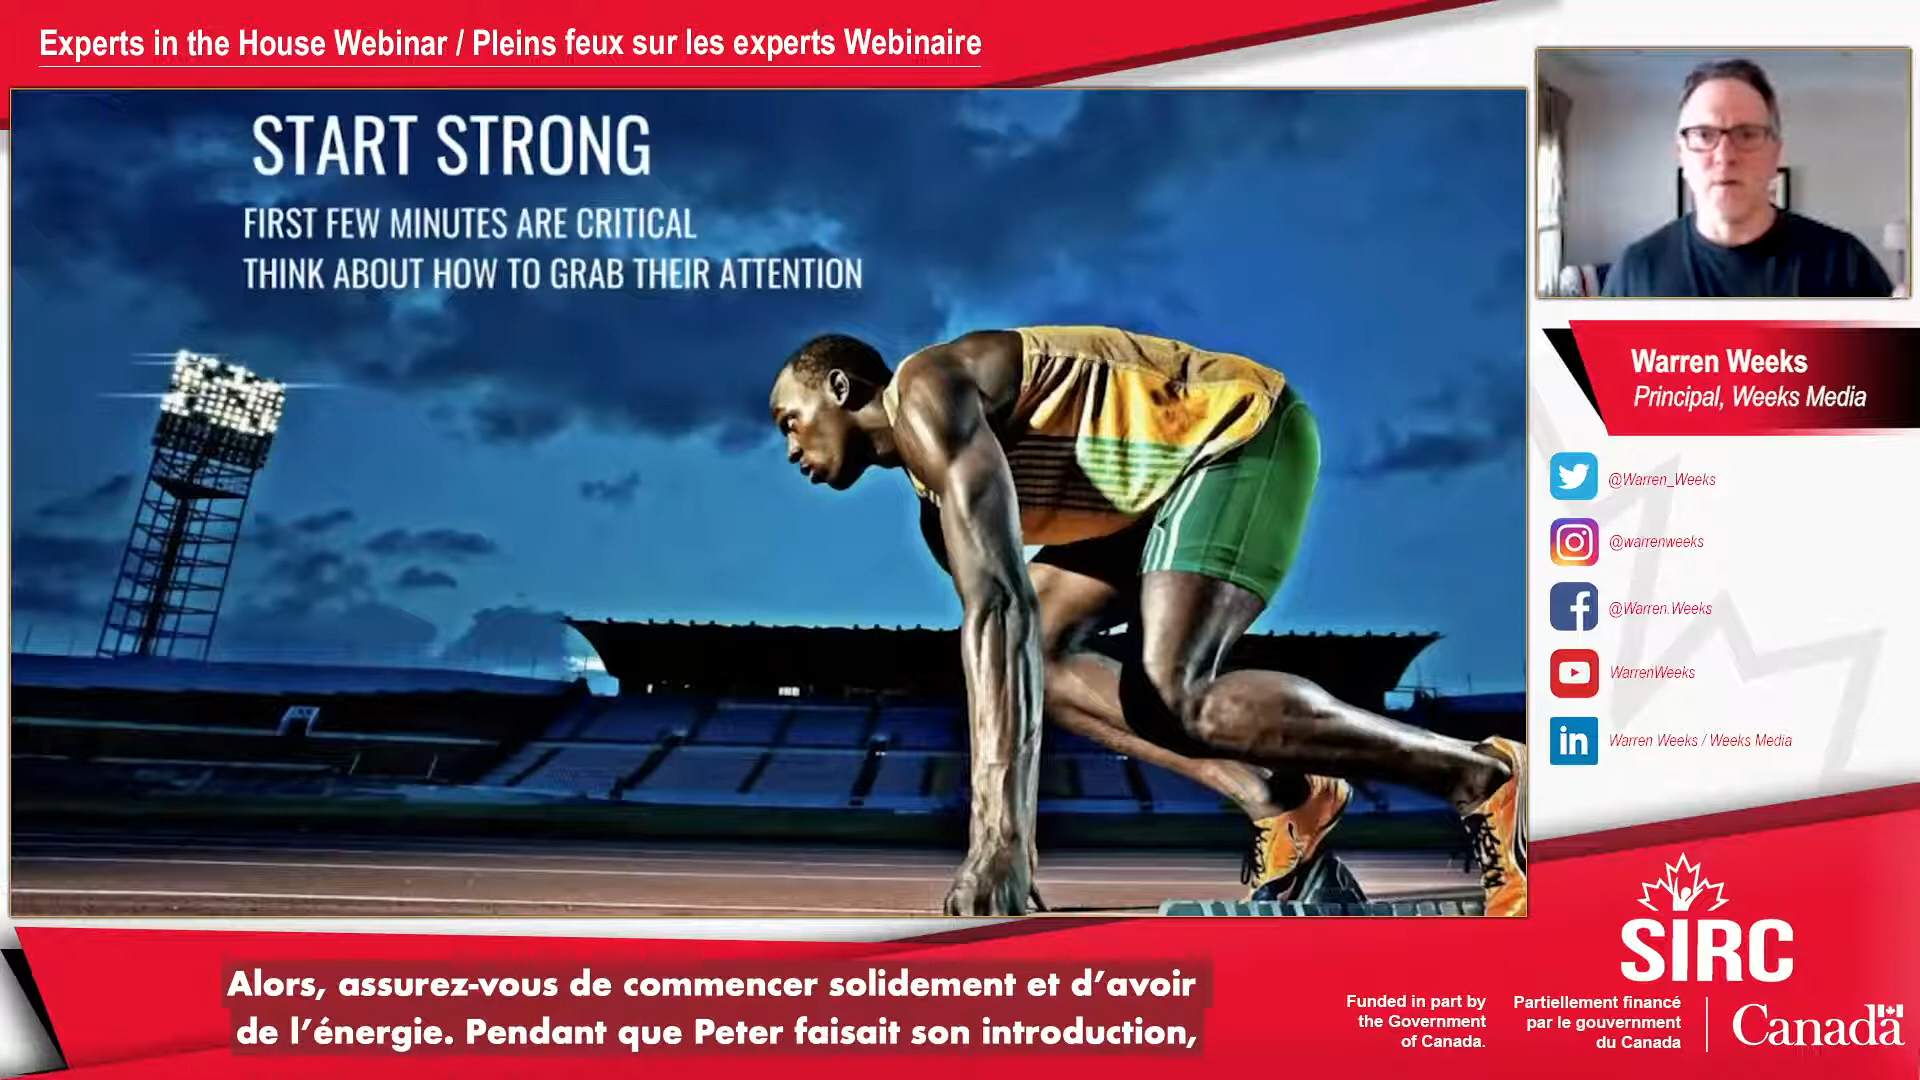 Experts in the House Webinar / Pleins feux sur les experts Webinaire
START STRONG
FIRST FEW MINUTES ARE CRITICAL
THINK ABOUT HOW TO GRAB THEIR ATTENTION
Warren Weeks
Principal, Weeks Media
@Warren_Weeks
@warrenweeks
@Warren.Weeks
WarrenWeeks
in
Warren Weeks / Weeks Media
SIRC
Alors, assurez-vous de commencer solidement et d’avoir
de l’énergie. Pendant que Peter faisait son introduction,
Funded in part by
the Government
of Canada.
Partiellement financé
par le gouvernement
du Canada
Canada